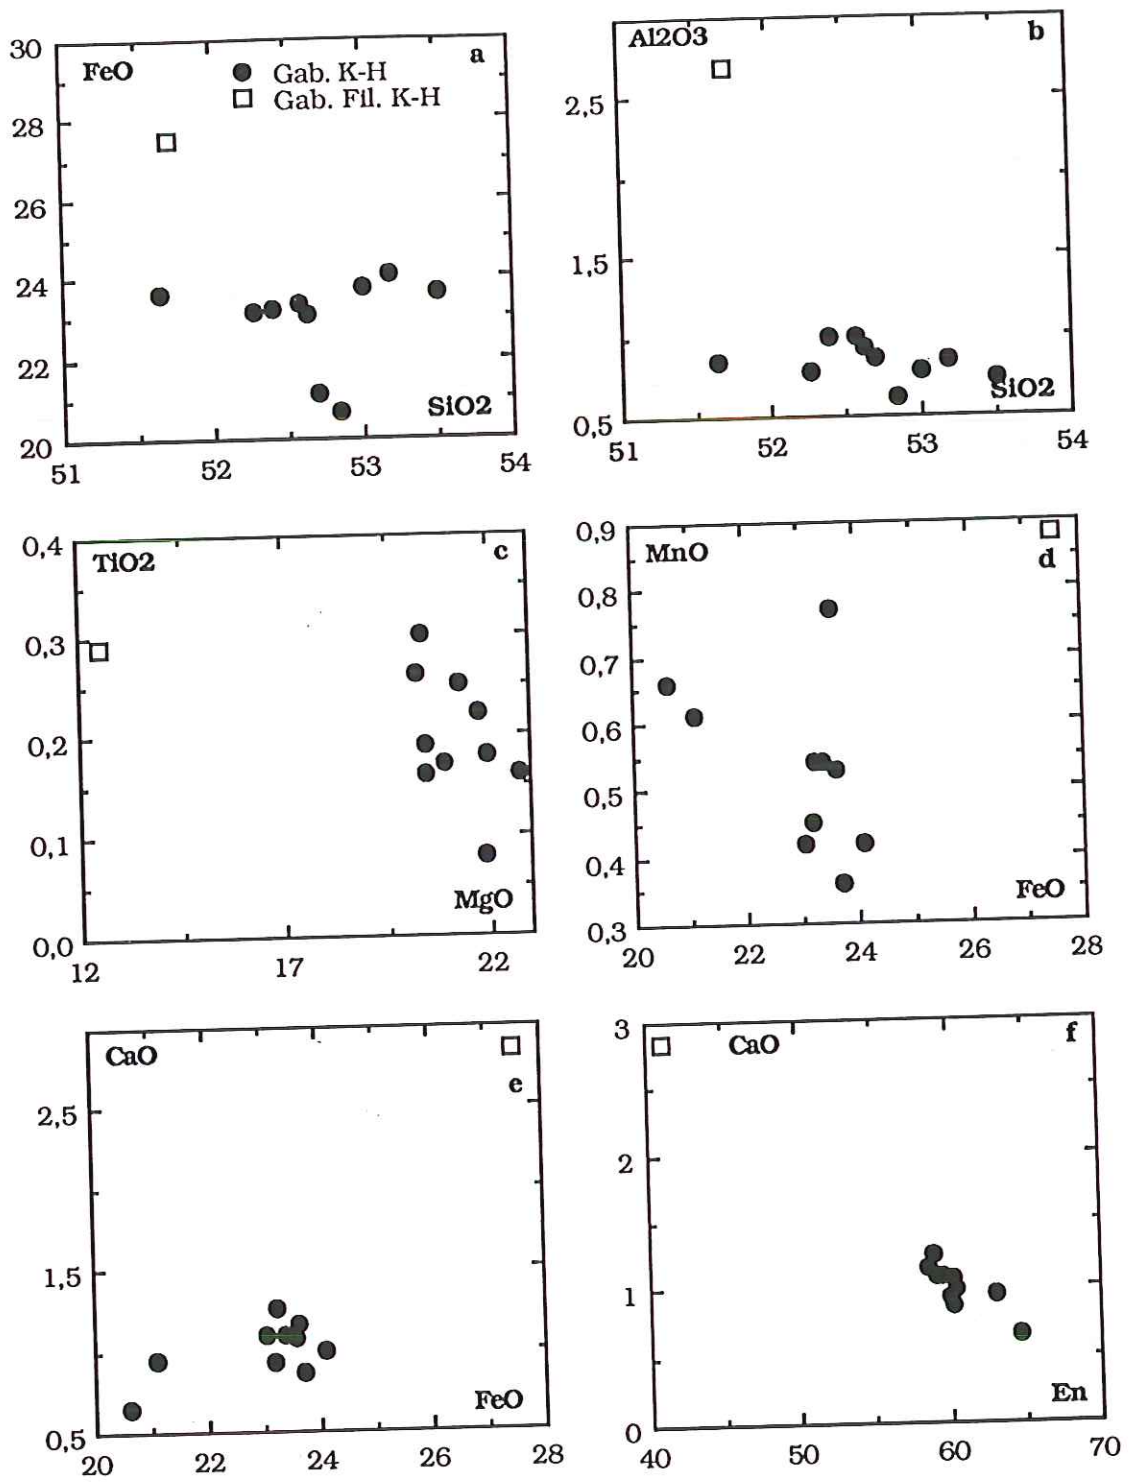 30
FeO
a
Gab. K-H
Gab. Fil. K-H
28
26
24
22
SiO2
20
51
52
53
54
Al2O3
b
2,5
1,5
SiO2
0,5
51
52
53
54
0,4
TiO2
c
0,3
0,2
0,1
MgO
0,0
12
17
22
0,9
MnO
d
0,8
0,7
0,6
0,5
0,4
FeO
0,3
20
22
24
26
28
CaO
e
2,5
1,5
FeO
0,5
20
22
24
26
28
3
CaO
f
2
1
En
0
40
50
60
70